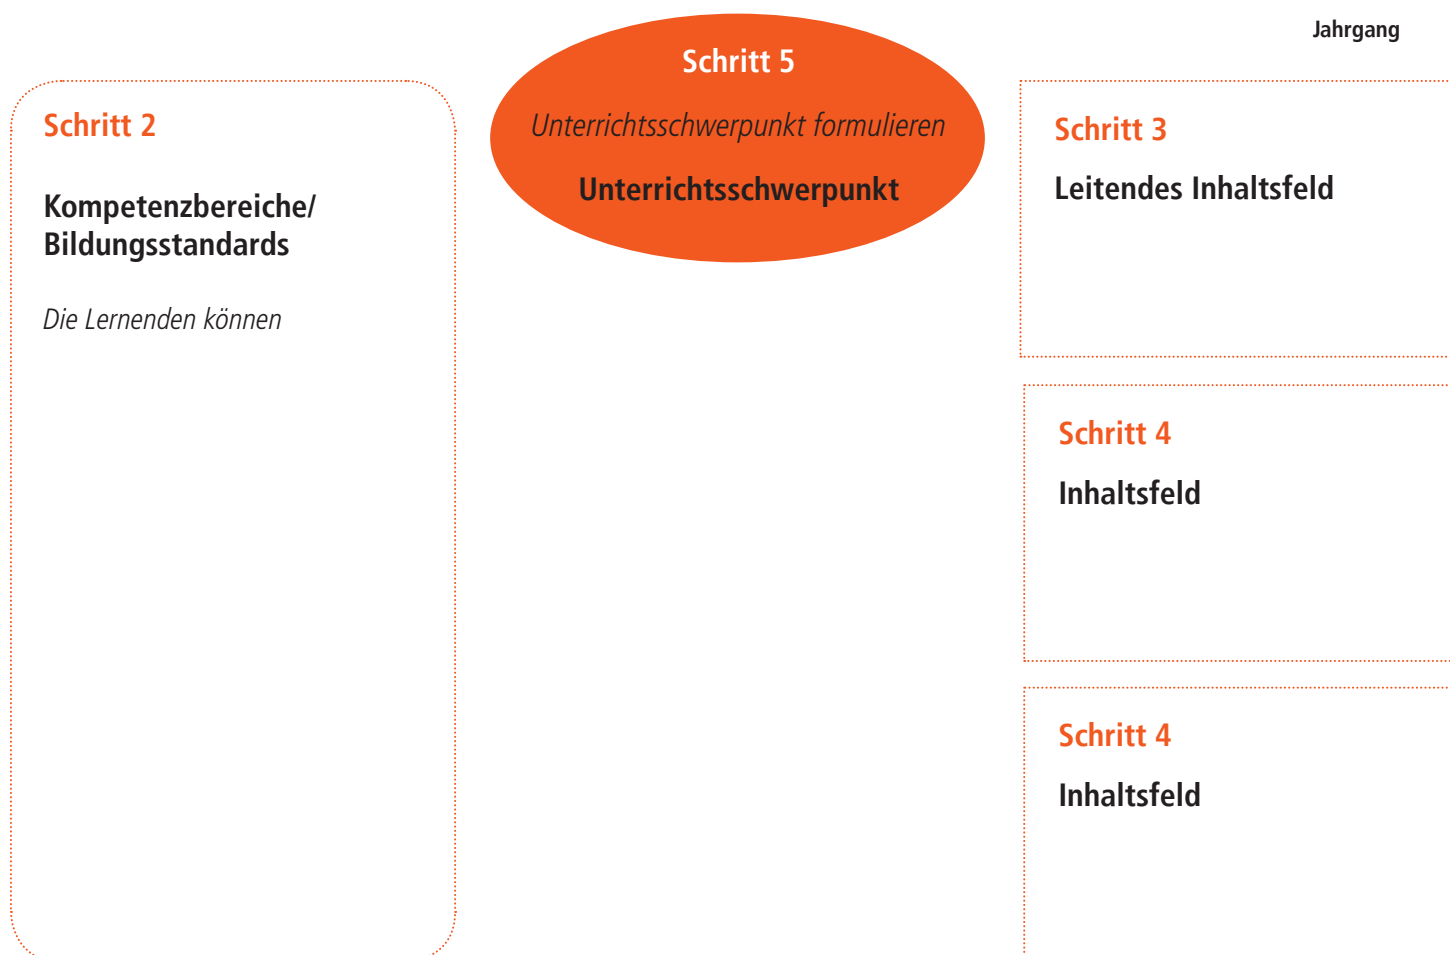 Jahrgang
Schritt 2
Kompetenzbereiche/
Bildungsstandards
Die Lernenden können
Schritt 5
Unterrichtsschwerpunkt formulieren
Unterrichtsschwerpunkt
Schritt 3
Leitendes Inhaltsfeld
Schritt 4
Inhaltsfeld
Schritt 4
Inhaltsfeld